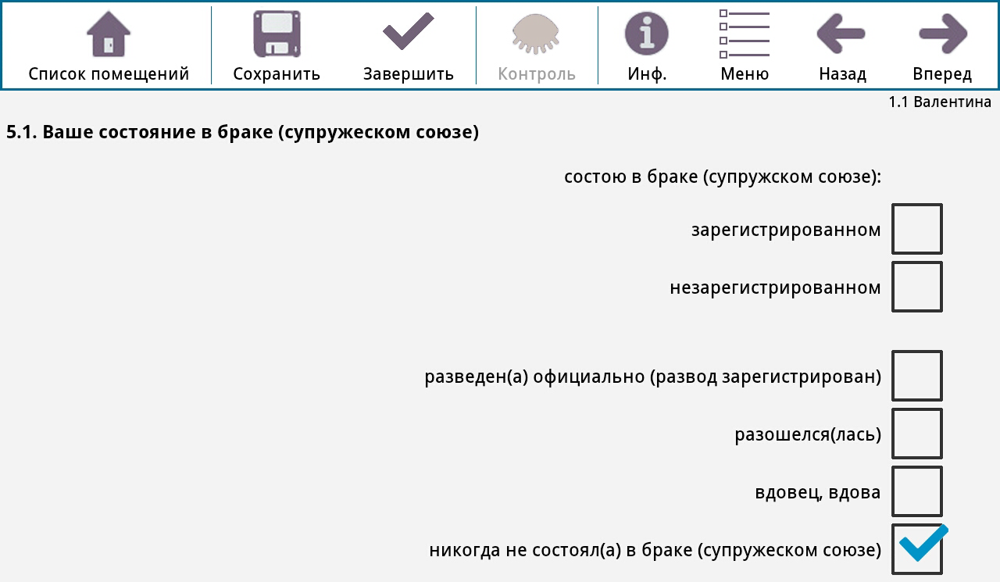 Список помещений Сохранить Завершить Контроль Инф. Меню Назад Вперед
1.1 Валентина
5.1. Ваше состояние в браке (супружеском союзе)
состою в браке (супружском союзе):
зарегистрированном
незарегистрированном
разведен(а) официально (развод зарегистрирован)
разошелся(лась)
вдовец, вдова
никогда не состоял(а) в браке (супружеском союзе)